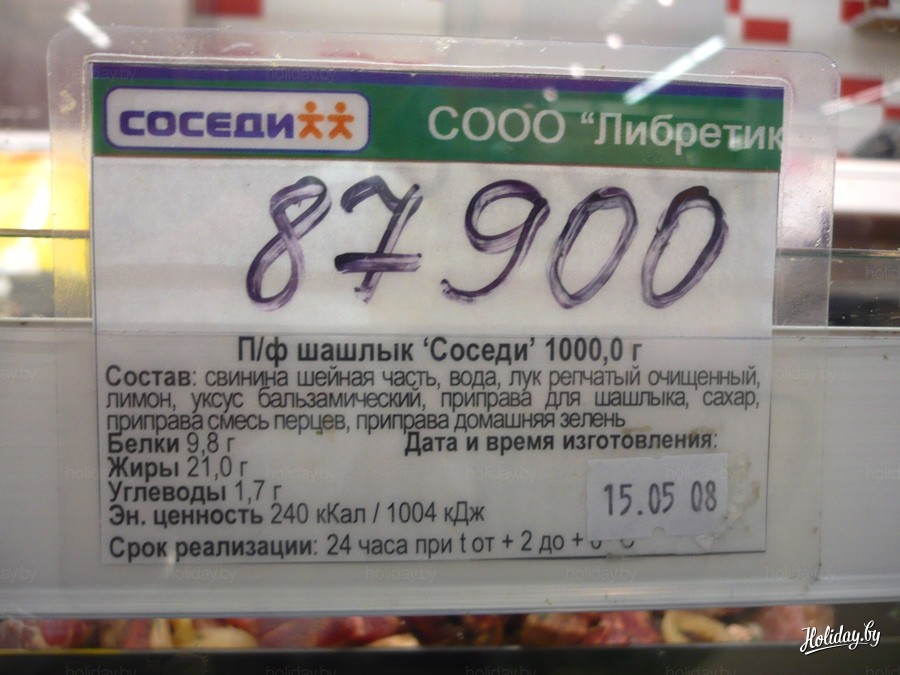 СОСЕДИ СООО “Либретик
87900
П/ф шашлык ‘Соседи’ 1000,0 г
Состав: свинина шейная часть, вода, лук репчатый очищенный,
лимон, уксус бальзамический, приправа для шашлыка, сахар,
приправа смесь перцев, приправа домашняя зелень
Белки 9,8 г Дата и время изготовления:
Жиры 21,0 г
Углеводы 1,7 г
15.05 08
Эн. ценность 240 кКал / 1004 кДж
Срок реализации: 24 часа при t от + 2 до +
Holiday.by